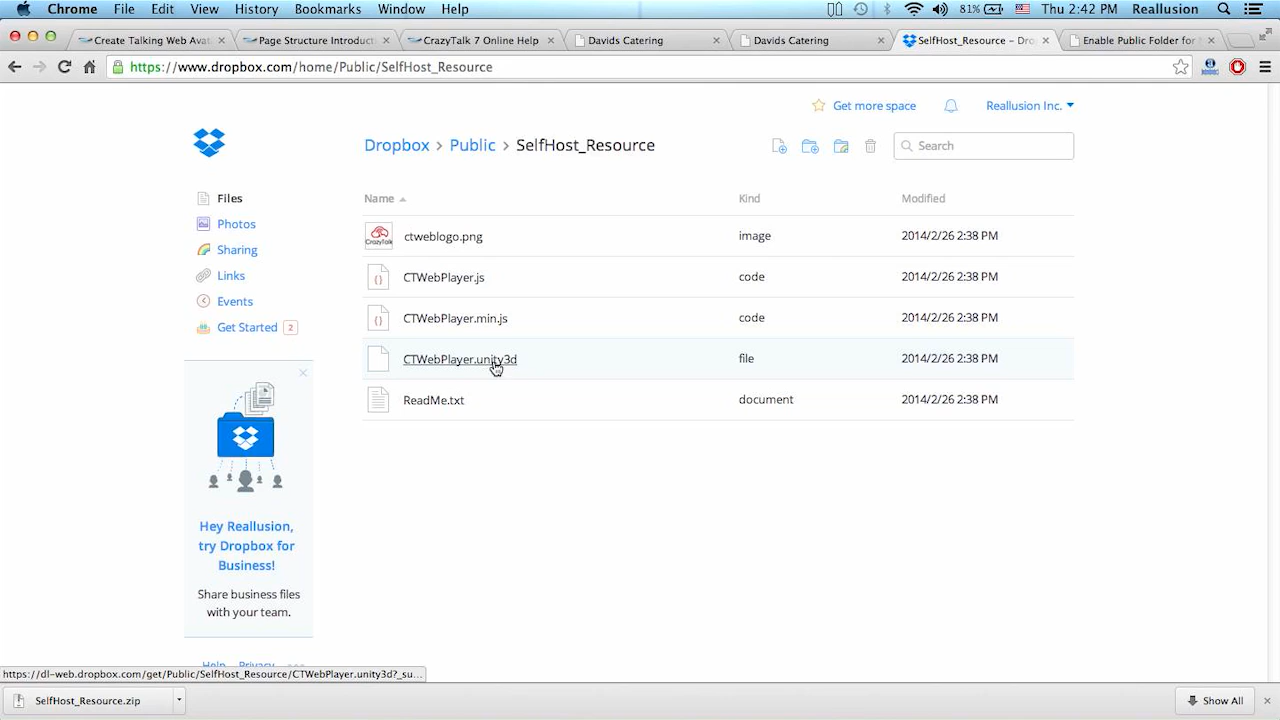 Chrome File Edit View History Bookmarks Window Help 81% Thu 2:42 PM Reallusion
Create Talking Web Avat Page Structure Introduct CrazyTalk 7 Online Help Davids Catering Davids Catering SelfHost_Resource – Dro Enable Public Folder for
https://www.dropbox.com/home/Public/SelfHost_Resource
Get more space Reallusion Inc.
Dropbox > Public > SelfHost_Resource Search
Files
Photos
Sharing
Links
Events
Get Started 2
Name Kind Modified
CrazyTalk ctweblogo.png image 2014/2/26 2:38 PM
CTWebPlayer.js code 2014/2/26 2:38 PM
CTWebPlayer.min.js code 2014/2/26 2:38 PM
CTWebPlayer.unity3d file 2014/2/26 2:38 PM
ReadMe.txt document 2014/2/26 2:38 PM
Hey Reallusion,
try Dropbox for
Business!
Share business files
with your team.
Help Privacy
https://dl-web.dropbox.com/get/Public/SelfHost_Resource/CTWebPlayer.unity3d?_su...
SelfHost_Resource.zip Show All